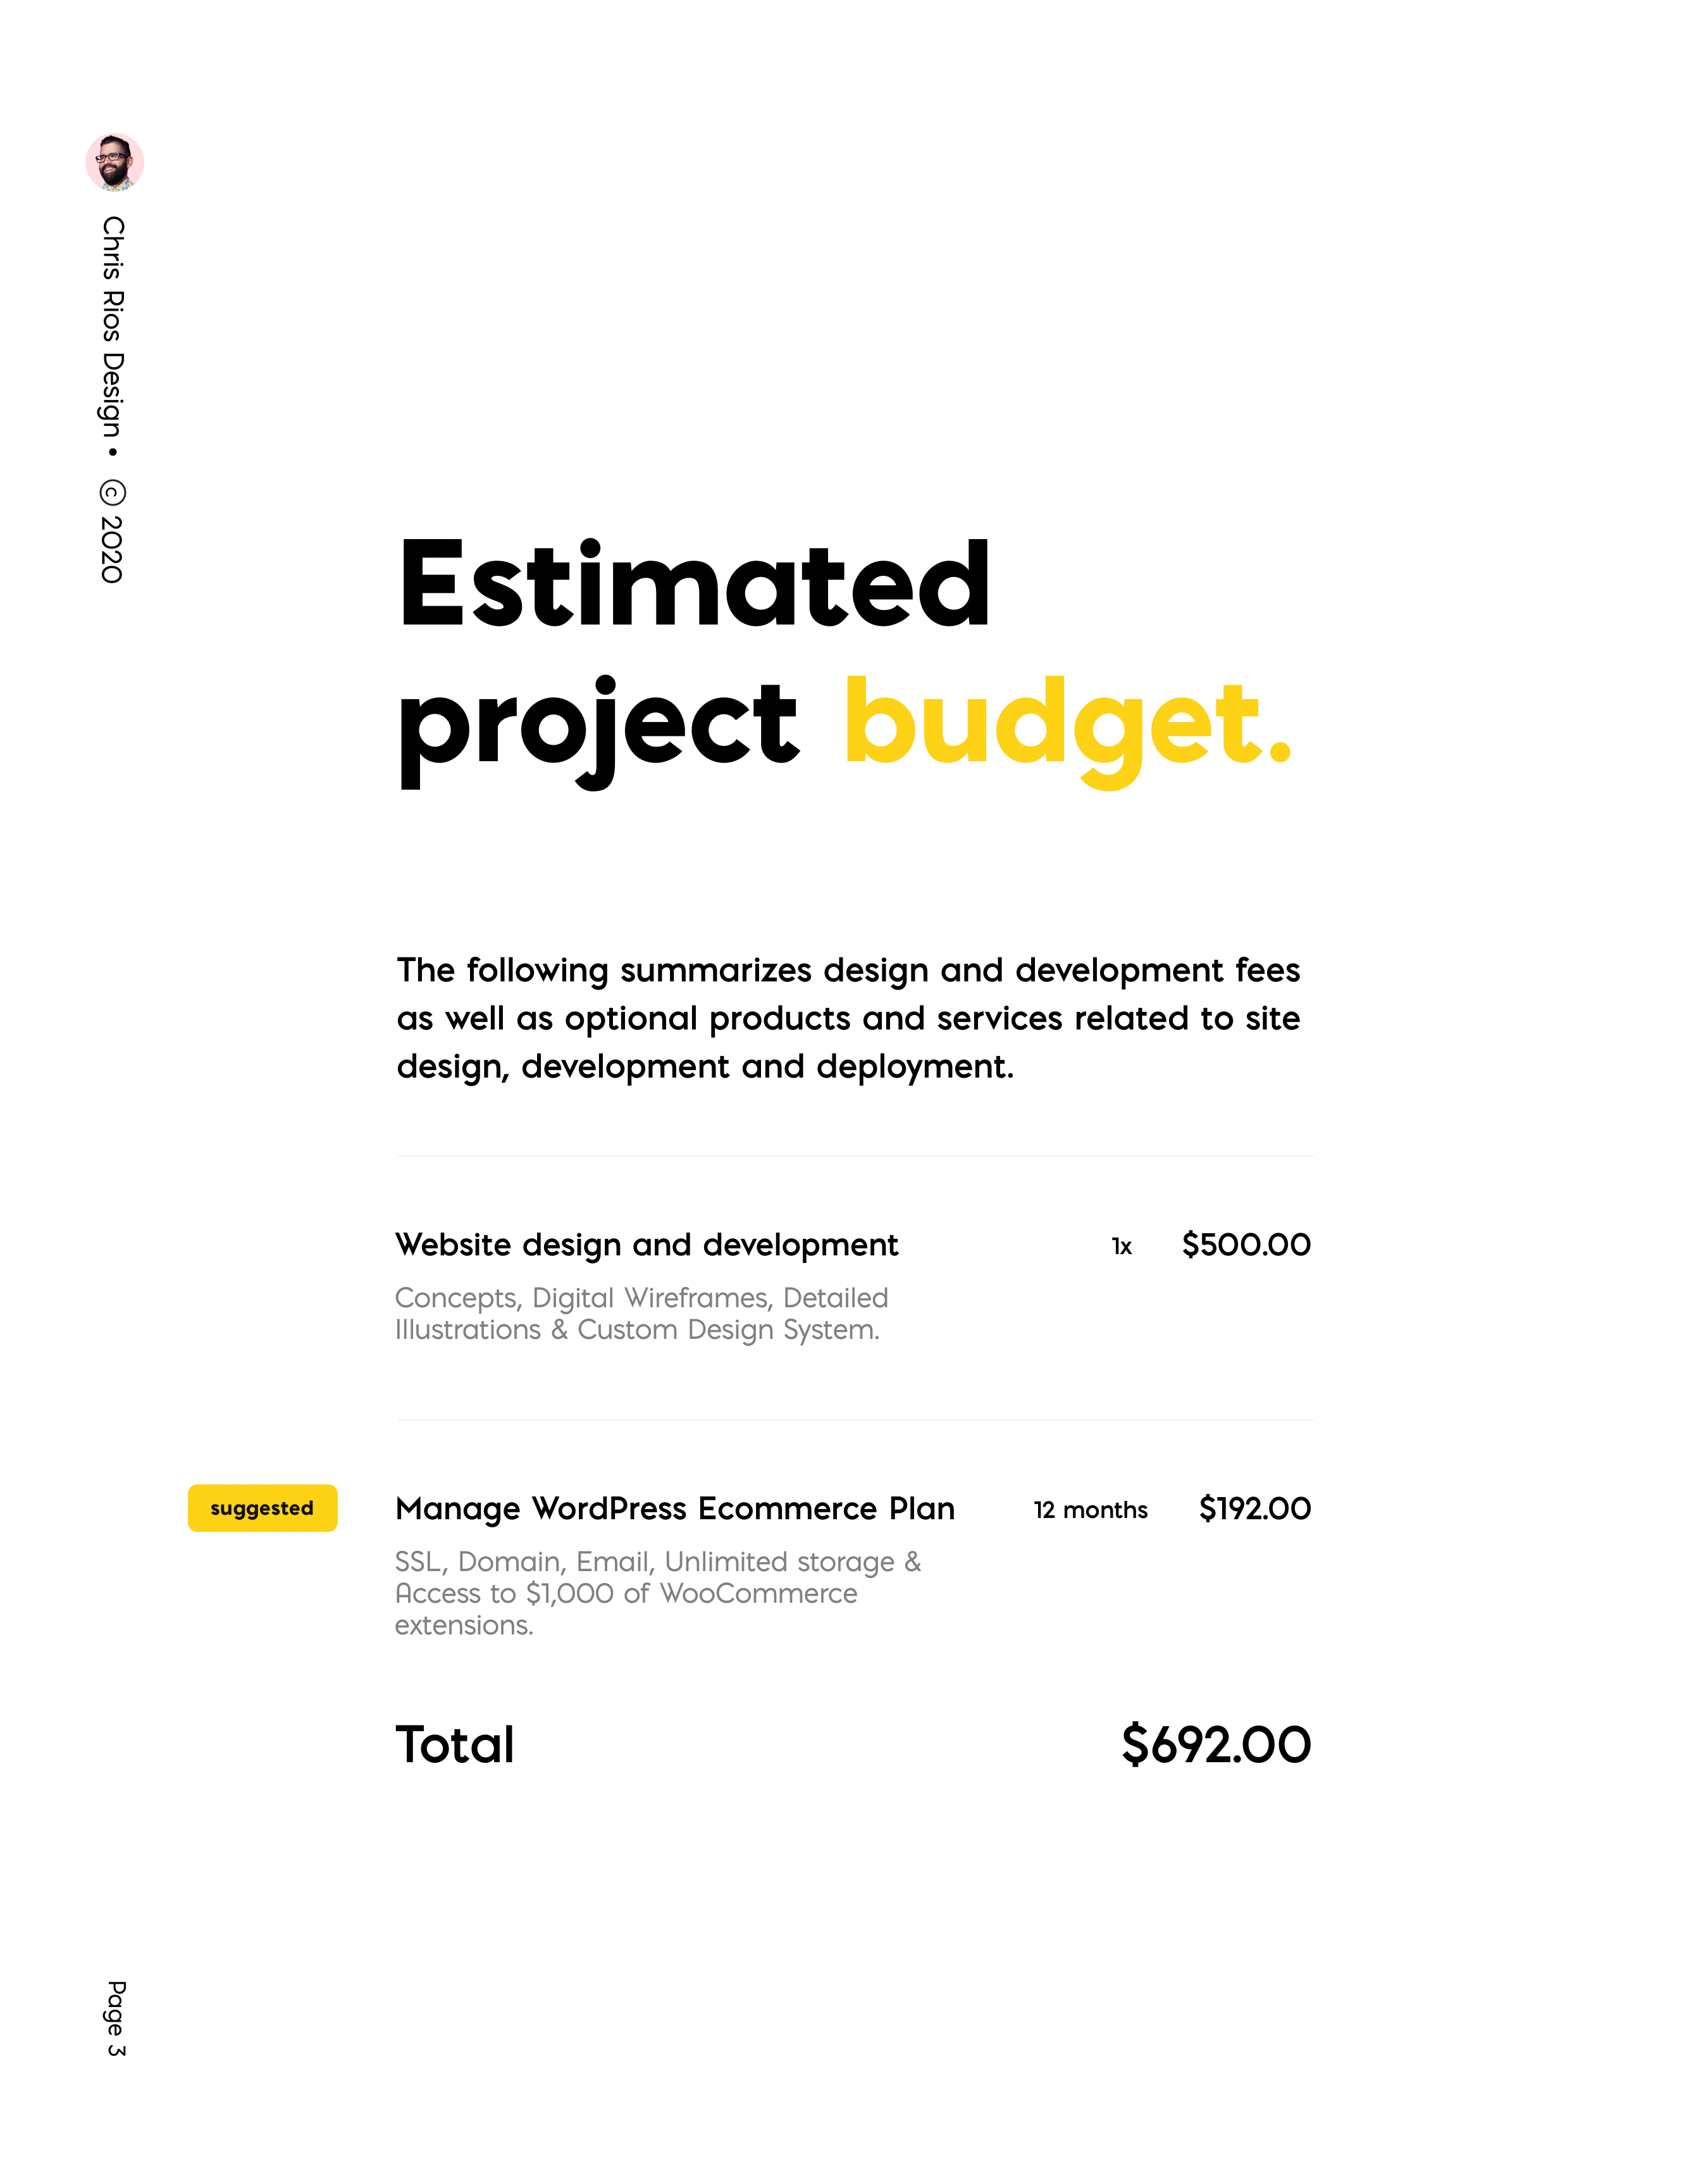 Chris Rios Design • © 2020
Estimated
project budget.
The following summarizes design and development fees
as well as optional products and services related to site
design, development and deployment.
Website design and development 1x $500.00
Concepts, Digital Wireframes, Detailed
Illustrations & Custom Design System.
suggested Manage WordPress Ecommerce Plan 12 months $192.00
SSL, Domain, Email, Unlimited storage &
Access to $1,000 of WooCommerce
extensions.
Total $692.00
Page 3